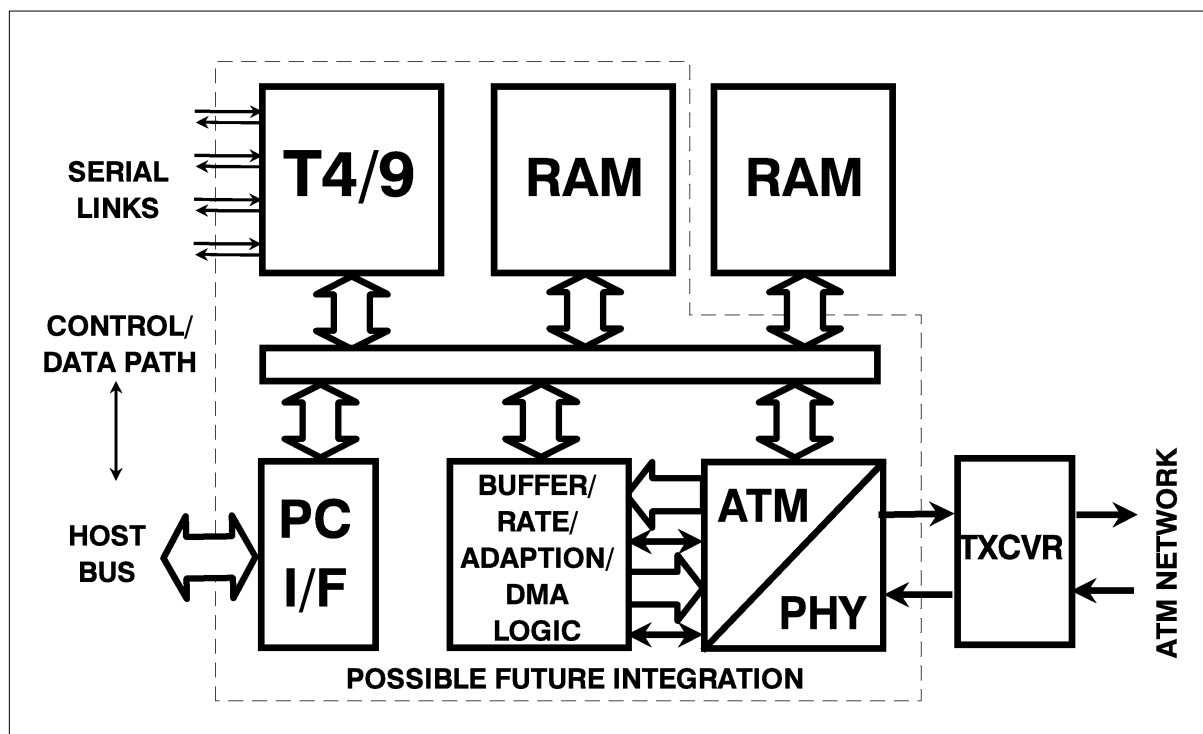 T4/9
RAM
RAM
SERIAL
LINKS
CONTROL/
DATA PATH
HOST
BUS
PC
I/F
BUFFER/
RATE/
ADAPTION/
DMA
LOGIC
ATM
PHY
TXCVR
ATM NETWORK
POSSIBLE FUTURE INTEGRATION